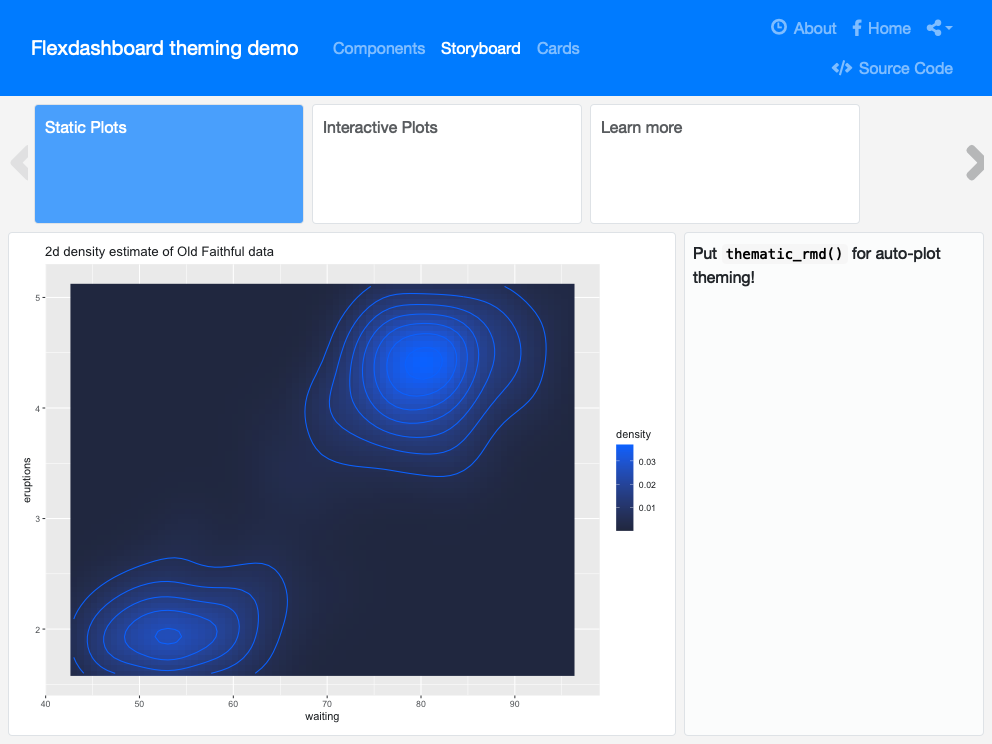 Flexdashboard theming demo
Components Storyboard Cards
About Home
Source Code
Static Plots
Interactive Plots
Learn more
2d density estimate of Old Faithful data
5
4
3
2
eruptions
40 50 60 70 80 90
waiting
density
0.03
0.02
0.01
Put thematic_rmd() for auto-plot
theming!